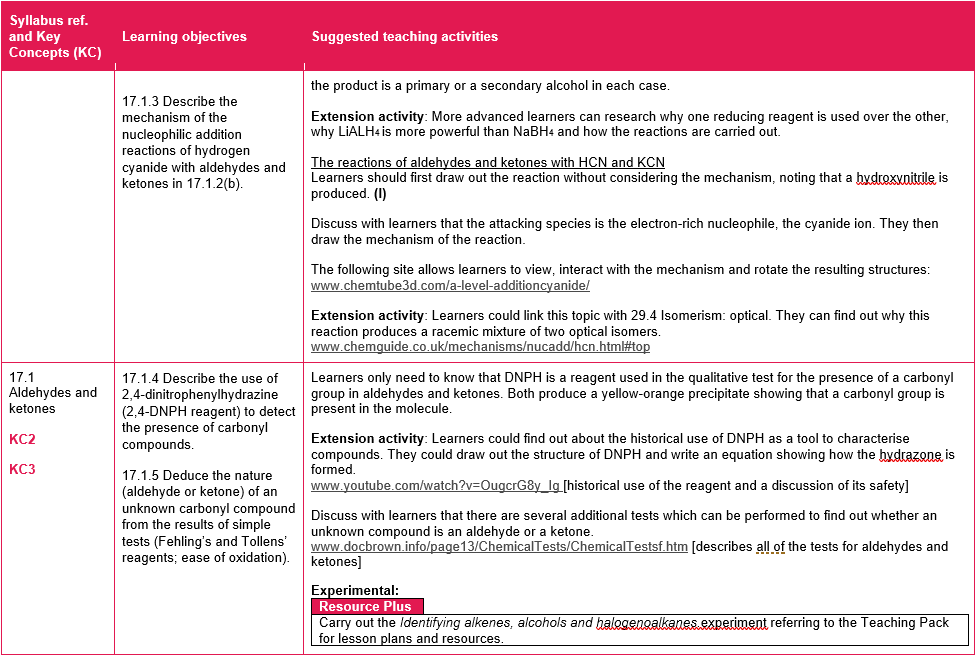 Syllabus ref.
and Key
Concepts (KC)
Learning objectives
Suggested teaching activities
17.1.3 Describe the
mechanism of the
nucleophilic addition
reactions of hydrogen
cyanide with aldehydes and
ketones in 17.1.2(b).
the product is a primary or a secondary alcohol in each case.
Extension activity: More advanced learners can research why one reducing reagent is used over the other,
why LiALH4 is more powerful than NaBH4 and how the reactions are carried out.
The reactions of aldehydes and ketones with HCN and KCN
Learners should first draw out the reaction without considering the mechanism, noting that a hydroxynitrile is
produced. (I)
Discuss with learners that the attacking species is the electron-rich nucleophile, the cyanide ion. They then
draw the mechanism of the reaction.
The following site allows learners to view, interact with the mechanism and rotate the resulting structures:
www.chemtube3d.com/a-level-additioncyanide/
Extension activity: Learners could link this topic with 29.4 Isomerism: optical. They can find out why this
reaction produces a racemic mixture of two optical isomers.
www.chemguide.co.uk/mechanisms/nucadd/hcn.html#top
17.1
Aldehydes and
ketones
KC2
KC3
17.1.4 Describe the use of
2,4-dinitrophenylhydrazine
(2,4-DNPH reagent) to detect
the presence of carbonyl
compounds.
17.1.5 Deduce the nature
(aldehyde or ketone) of an
unknown carbonyl compound
from the results of simple
tests (Fehling's and Tollens'
reagents; ease of oxidation).
Learners only need to know that DNPH is a reagent used in the qualitative test for the presence of a carbonyl
group in aldehydes and ketones. Both produce a yellow-orange precipitate showing that a carbonyl group is
present in the molecule.
Extension activity: Learners could find out about the historical use of DNPH as a tool to characterise
compounds. They could draw out the structure of DNPH and write an equation showing how the hydrazone is
formed.
www.youtube.com/watch?v=OugcrG8y_Ig [historical use of the reagent and a discussion of its safety]
Discuss with learners that there are several additional tests which can be performed to find out whether an
unknown compound is an aldehyde or a ketone.
www.docbrown.info/page13/ChemicalTests/ChemicalTestsf.htm [describes all of the tests for aldehydes and
ketones]
Experimental:
Resource Plus
Carry out the Identifying alkenes, alcohols and halogenoalkanes experiment referring to the Teaching Pack
for lesson plans and resources.